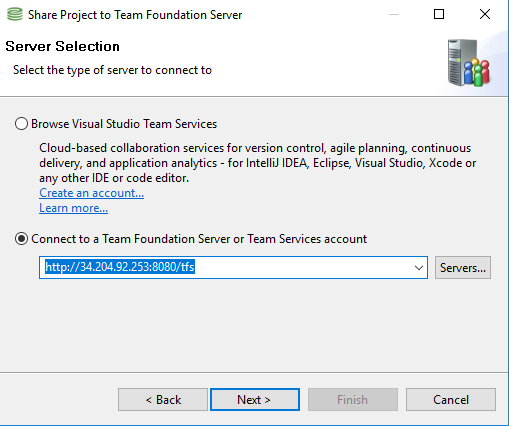 Share Project to Team Foundation Server
Server Selection
Select the type of server to connect to
Browse Visual Studio Team Services
Cloud-based collaboration services for version control, agile planning, continuous
delivery, and application analytics - for IntelliJ IDEA, Eclipse, Visual Studio, Xcode or
any other IDE or code editor.
Create an account...
Learn more...
Connect to a Team Foundation Server or Team Services account
http://34.204.92.253:8080/tfs
Servers...
< Back
Next >
Finish
Cancel